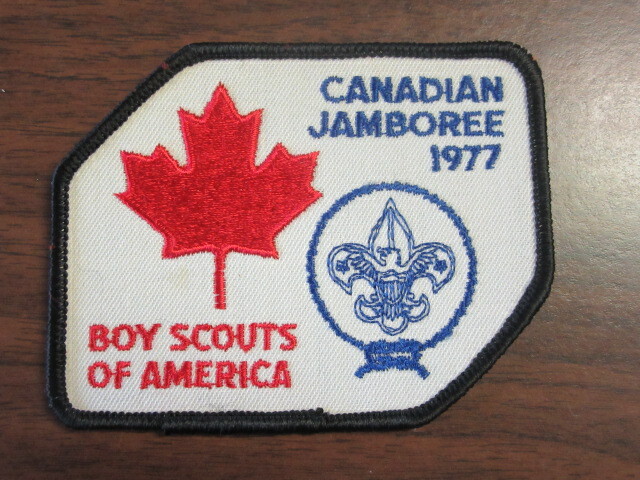 CANADIAN
JAMBOREE
1977
BOY SCOUTS
OF AMERICA